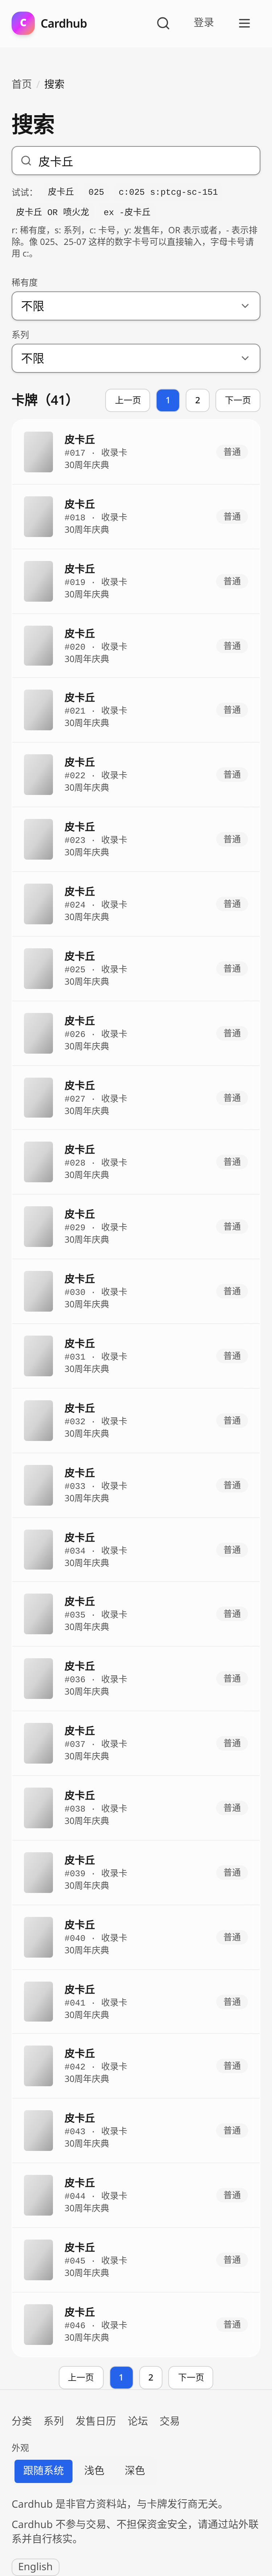 C Cardhub 登录
首页 / 搜索
搜索
皮卡丘
试试： 皮卡丘 025 c:025 s:ptcg-sc-151
皮卡丘 OR 喷火龙 ex -皮卡丘
r: 稀有度，s: 系列，c: 卡号，y: 发售年，OR 表示或者，- 表示排
除。像 025、25-07 这样的数字卡号可以直接输入，字母卡号请
用 c:。
稀有度
不限
系列
不限
卡牌（41） 上一页 1 2 下一页
皮卡丘
#017 · 收录卡 普通
30周年庆典
皮卡丘
#018 · 收录卡 普通
30周年庆典
皮卡丘
#019 · 收录卡 普通
30周年庆典
皮卡丘
#020 · 收录卡 普通
30周年庆典
皮卡丘
#021 · 收录卡 普通
30周年庆典
皮卡丘
#022 · 收录卡 普通
30周年庆典
皮卡丘
#023 · 收录卡 普通
30周年庆典
皮卡丘
#024 · 收录卡 普通
30周年庆典
皮卡丘
#025 · 收录卡 普通
30周年庆典
皮卡丘
#026 · 收录卡 普通
30周年庆典
皮卡丘
#027 · 收录卡 普通
30周年庆典
皮卡丘
#028 · 收录卡 普通
30周年庆典
皮卡丘
#029 · 收录卡 普通
30周年庆典
皮卡丘
#030 · 收录卡 普通
30周年庆典
皮卡丘
#031 · 收录卡 普通
30周年庆典
皮卡丘
#032 · 收录卡 普通
30周年庆典
皮卡丘
#033 · 收录卡 普通
30周年庆典
皮卡丘
#034 · 收录卡 普通
30周年庆典
皮卡丘
#035 · 收录卡 普通
30周年庆典
皮卡丘
#036 · 收录卡 普通
30周年庆典
皮卡丘
#037 · 收录卡 普通
30周年庆典
皮卡丘
#038 · 收录卡 普通
30周年庆典
皮卡丘
#039 · 收录卡 普通
30周年庆典
皮卡丘
#040 · 收录卡 普通
30周年庆典
皮卡丘
#041 · 收录卡 普通
30周年庆典
皮卡丘
#042 · 收录卡 普通
30周年庆典
皮卡丘
#043 · 收录卡 普通
30周年庆典
皮卡丘
#044 · 收录卡 普通
30周年庆典
皮卡丘
#045 · 收录卡 普通
30周年庆典
皮卡丘
#046 · 收录卡 普通
30周年庆典
上一页 1 2 下一页
分类 系列 发售日历 论坛 交易
外观
跟随系统 浅色 深色
Cardhub 是非官方资料站，与卡牌发行商无关。
Cardhub 不参与交易、不担保资金安全，请通过站外联
系并自行核实。
English